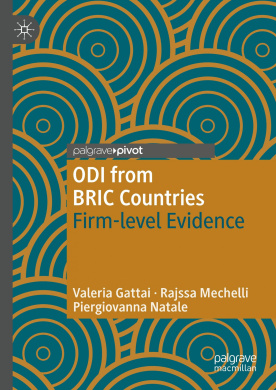 palgrave pivot
ODI from
BRIC Countries
Firm-level Evidence
Valeria Gattai · Rajssa Mechelli
Piergiovanna Natale
palgrave
macmillan